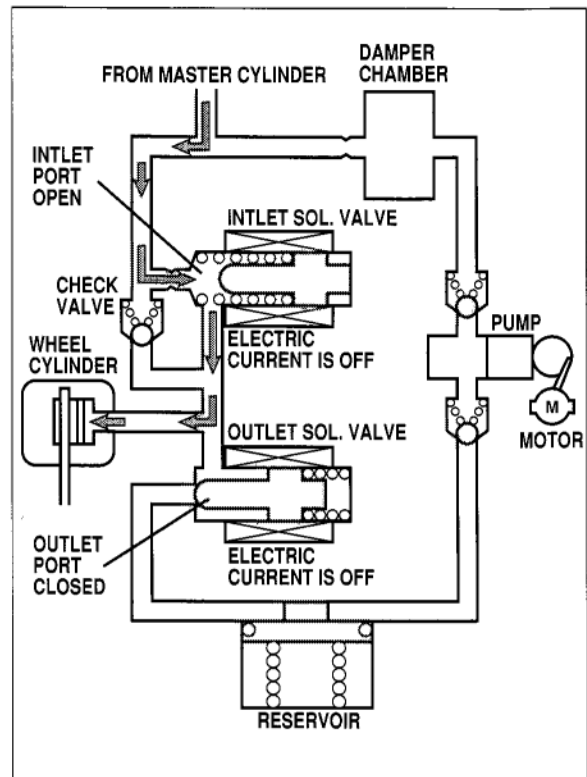 FROM MASTER CYLINDER
DAMPER
CHAMBER
INTLET
PORT
OPEN
INTLET SOL. VALVE
CHECK
VALVE
ELECTRIC
CURRENT IS OFF
PUMP
WHEEL
CYLINDER
M
MOTOR
OUTLET SOL. VALVE
OUTLET
PORT
CLOSED
ELECTRIC
CURRENT IS OFF
RESERVOIR